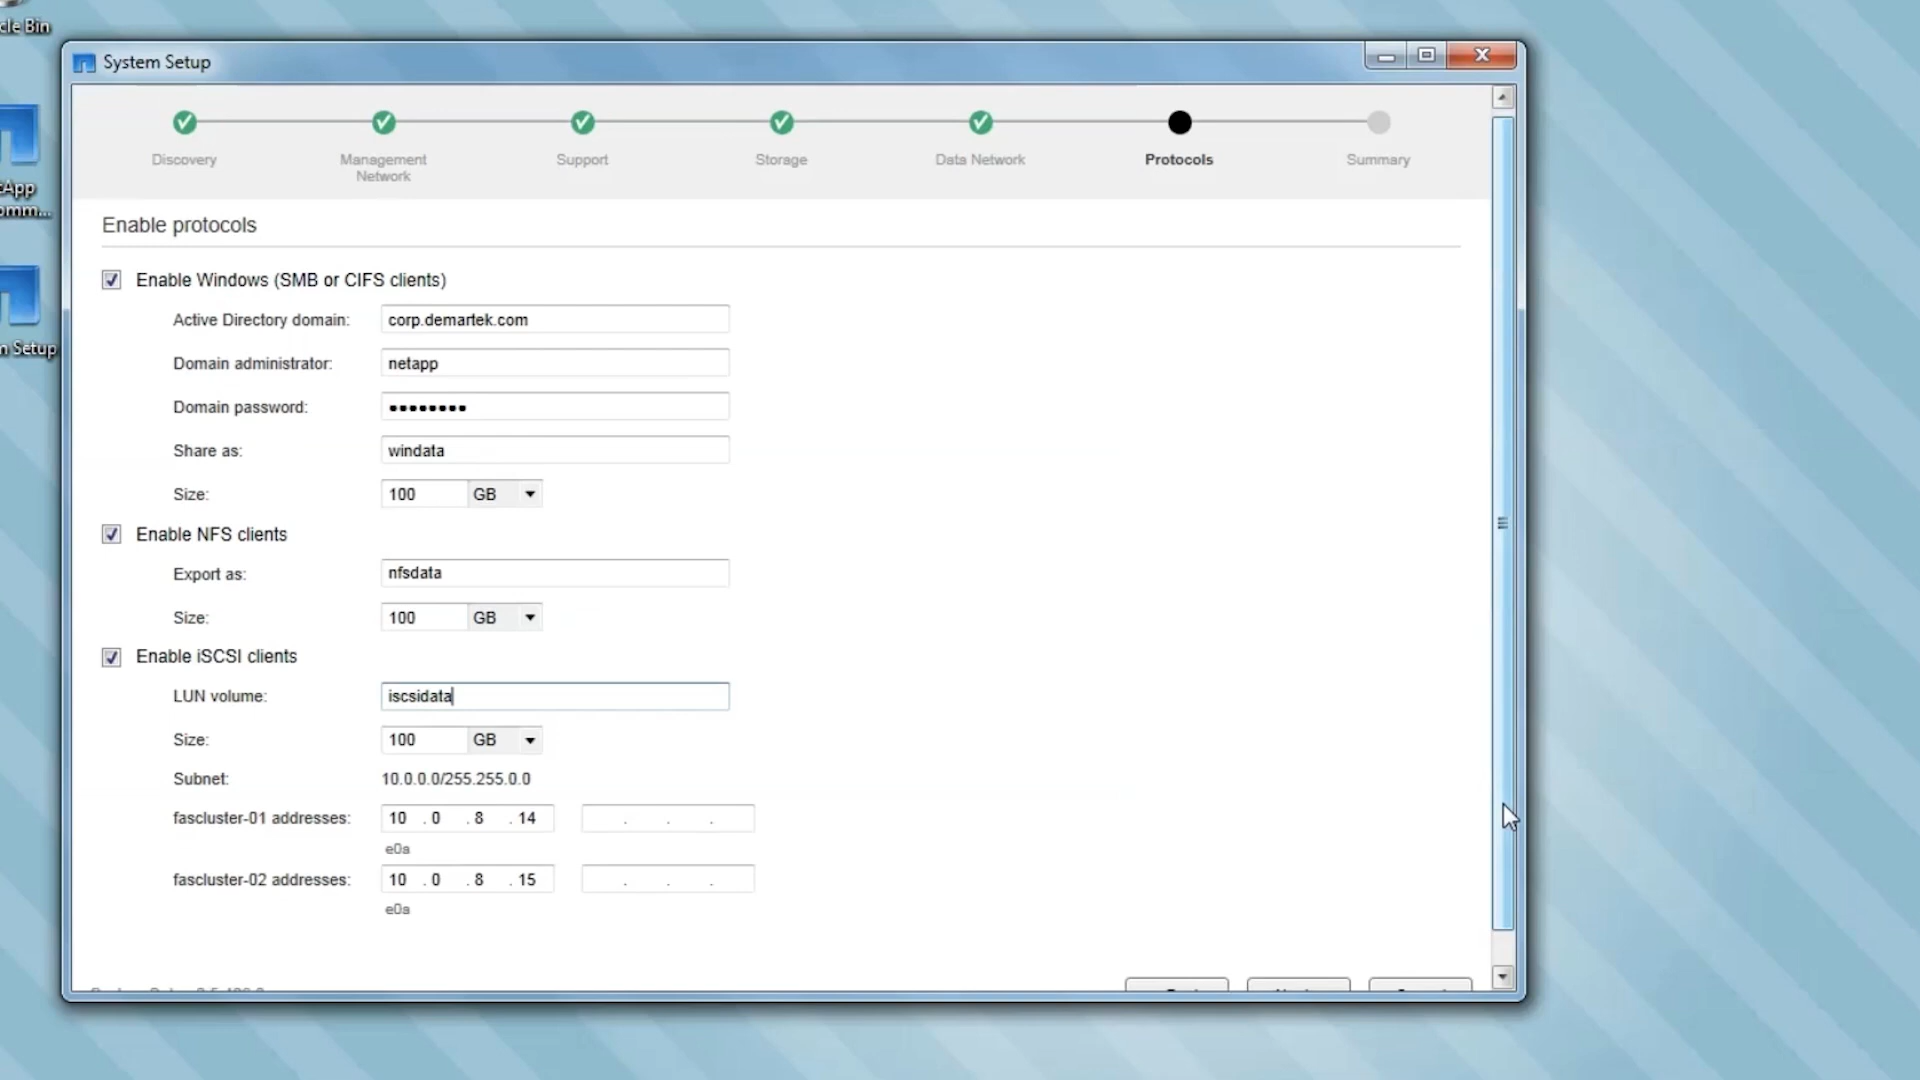 cle Bin
System Setup
Discovery
Management
Network
Support
Storage
Data Network
Protocols
Summary
tApp
omm...
m Setup
Enable protocols
Enable Windows (SMB or CIFS clients)
Active Directory domain: corp.demartek.com
Domain administrator: netapp
Domain password: ••••••••
Share as: windata
Size: 100 GB
Enable NFS clients
Export as: nfsdata
Size: 100 GB
Enable iSCSI clients
LUN volume: iscsidata
Size: 100 GB
Subnet: 10.0.0.0/255.255.0.0
fascluster-01 addresses: 10 . 0 . 8 . 14 . . .
e0a
fascluster-02 addresses: 10 . 0 . 8 . 15 . . .
e0a